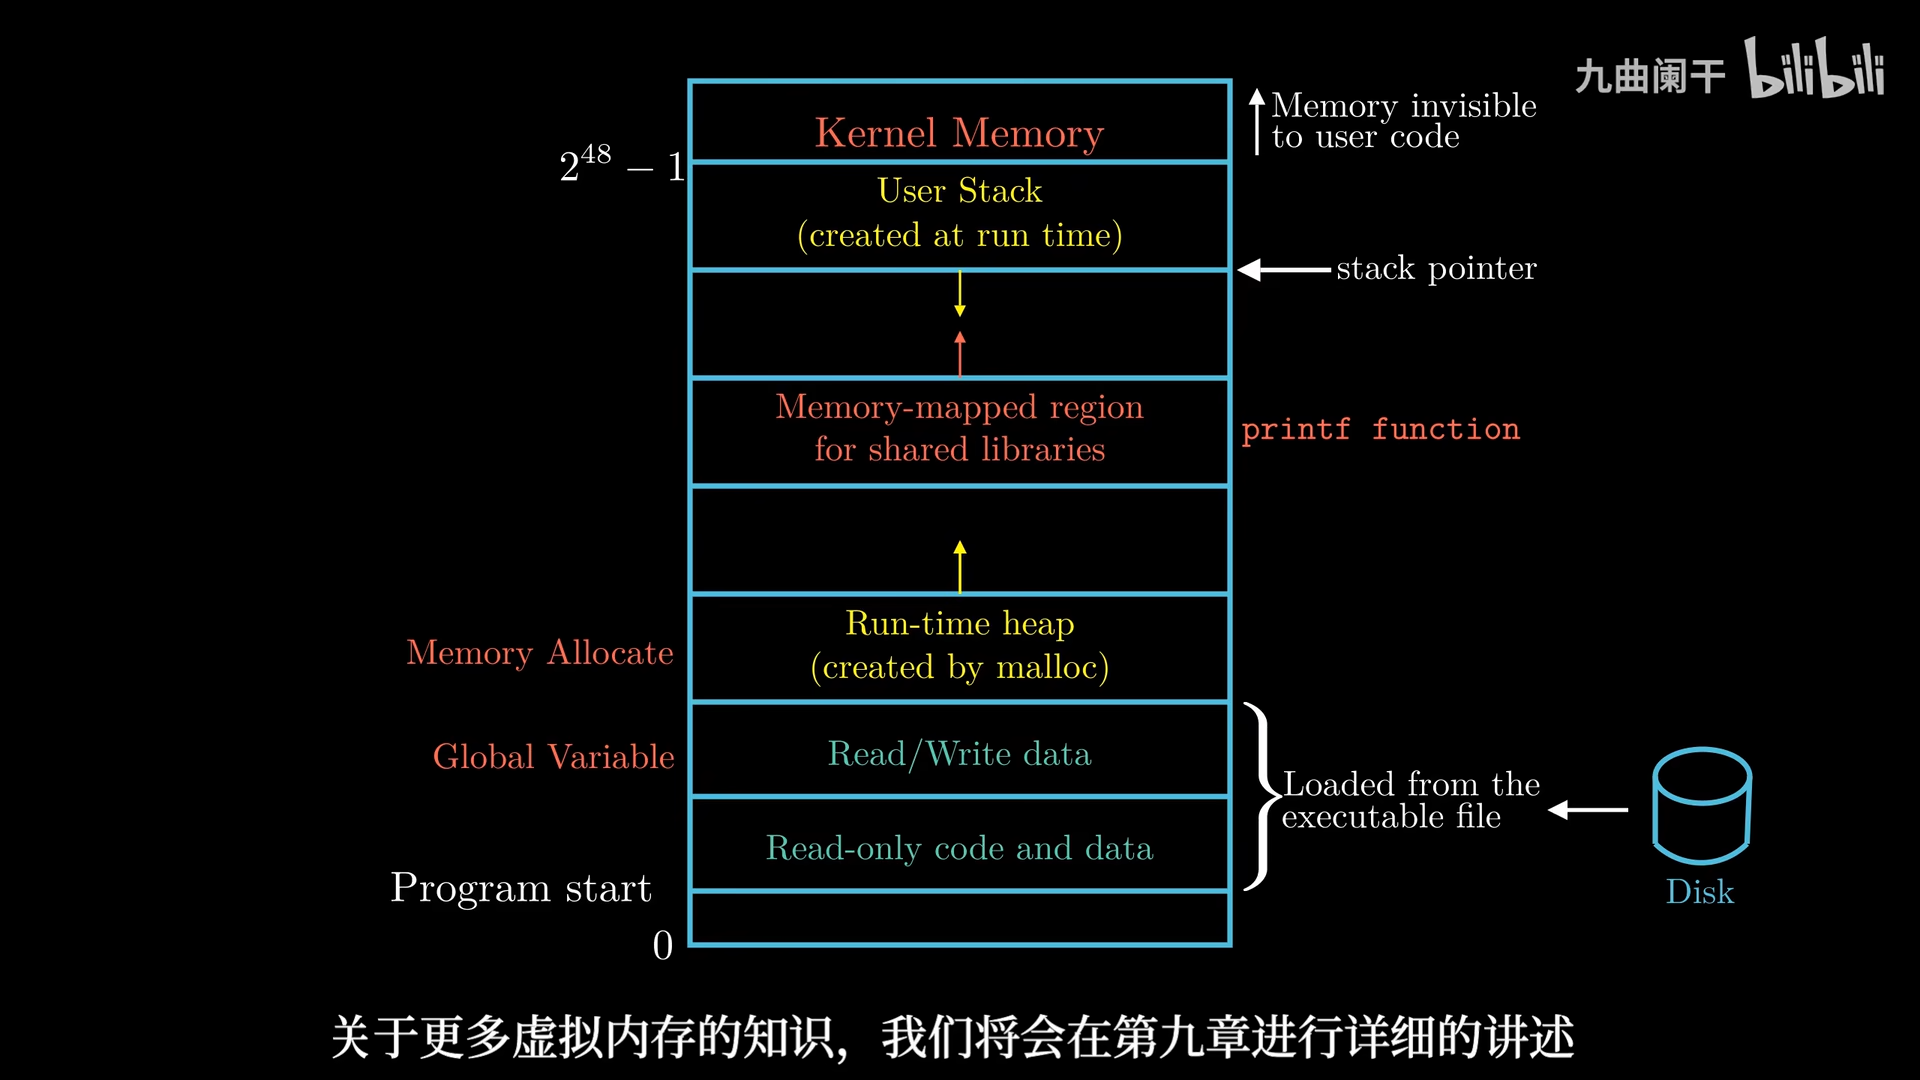 九曲阑干 bilibili
Kernel Memory
Memory invisible
to user code
2^48 − 1
User Stack
(created at run time)
stack pointer
Memory-mapped region
for shared libraries
printf function
Run-time heap
(created by malloc)
Memory Allocate
Read/Write data
Global Variable
Loaded from the
executable file
Read-only code and data
Program start
Disk
0
关于更多虚拟内存的知识，我们将会在第九章进行详细的讲述